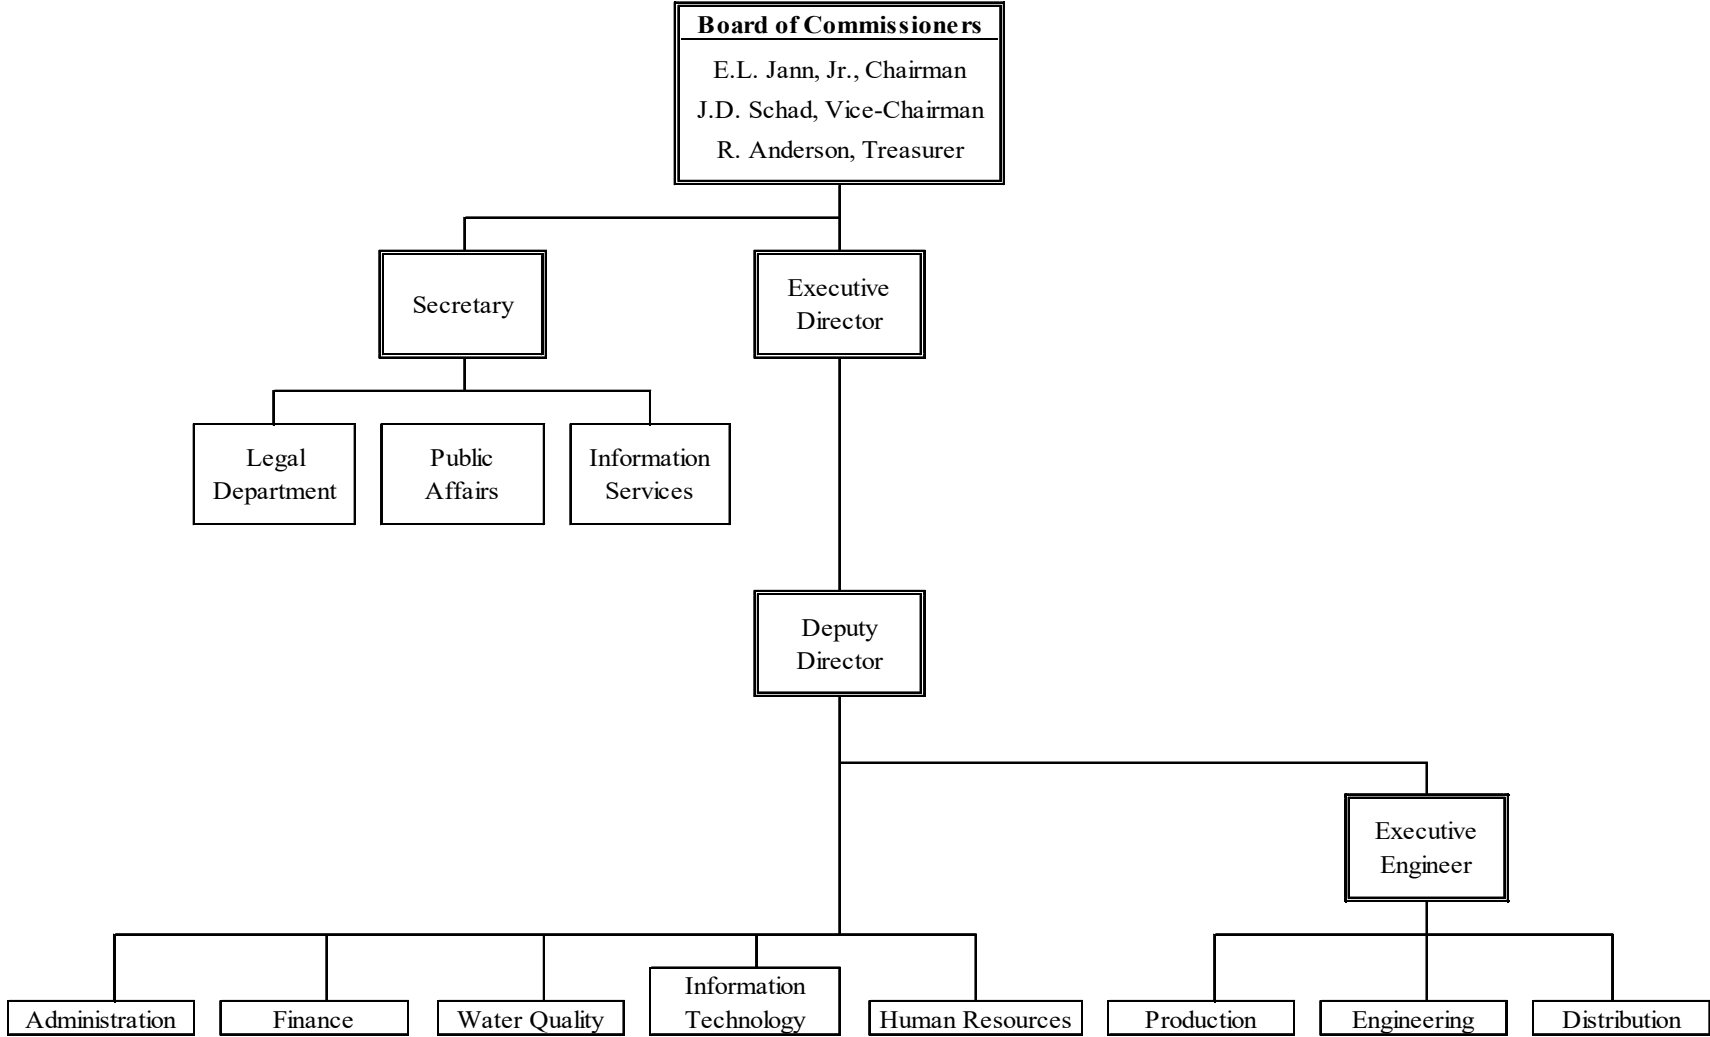 Board of Commissioners
E.L. Jann, Jr., Chairman
J.D. Schad, Vice-Chairman
R. Anderson, Treasurer
Secretary
Executive
Director
Legal
Department
Public
Affairs
Information
Services
Deputy
Director
Executive
Engineer
Administration
Finance
Water Quality
Information
Technology
Human Resources
Production
Engineering
Distribution